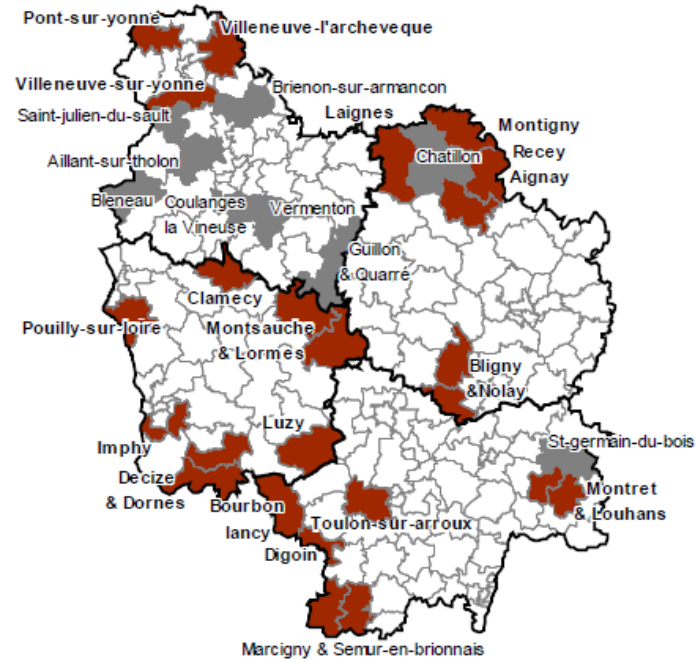 Pont-sur-yonne
Villeneuve-l'archeveque
Villeneuve-sur-yonne
Brienon-sur-armancon
Saint-julien-du-sault
Laignes
Montigny
Chatillon
Recey
Aillant-sur-tholon
Aignay
Bleneau
Coulanges
la Vineuse
Vermenton
Guillon
& Quarré
Clamecy
Pouilly-sur-loire
Montsauche
& Lormes
Bligny
&Nolay
Luzy
St-germain-du-bois
Imphy
Decize
& Dornes
Montret
& Louhans
Bourbon
lancy
Toulon-sur-arroux
Digoin
Marcigny & Semur-en-brionnais